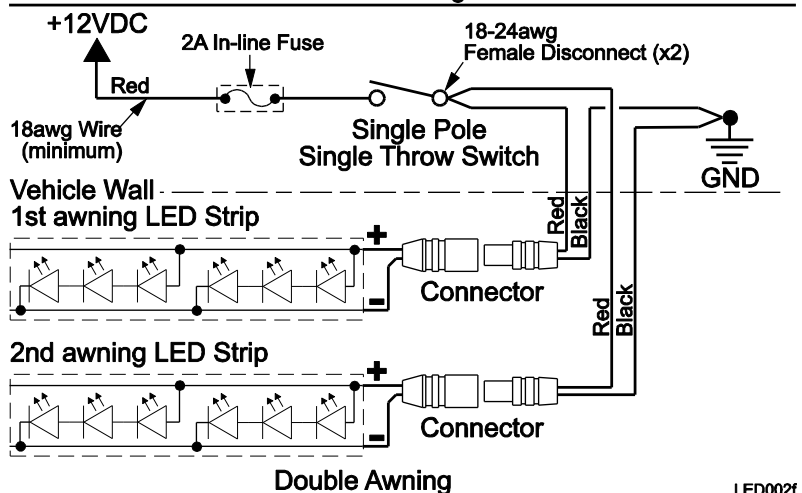 +12VDC
2A In-line Fuse
18-24awg
Female Disconnect (x2)
Red
18awg Wire
(minimum)
Single Pole
Single Throw Switch
GND
Vehicle Wall
1st awning LED Strip
Red
Black
+
-
Connector
Red
Black
2nd awning LED Strip
+
-
Connector
Double Awning